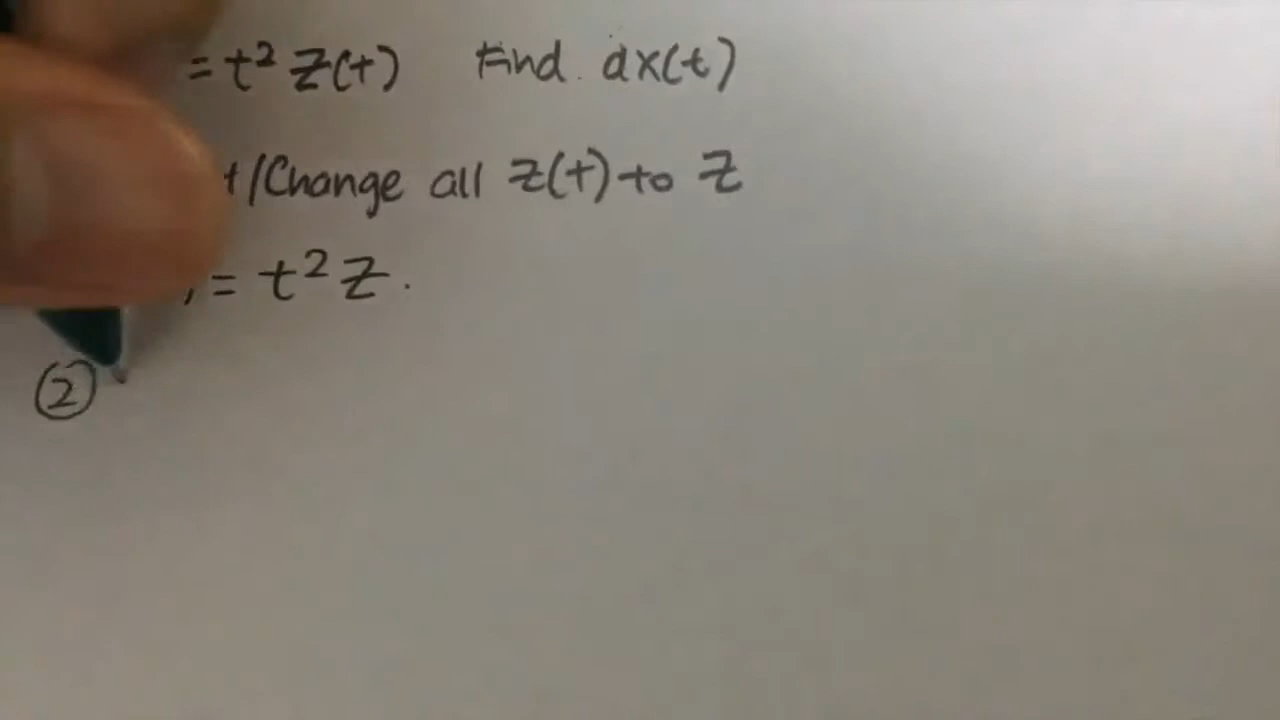 = t² Z(t) Find dX(t)
t/Change all Z(t) to Z
= t² Z.
②